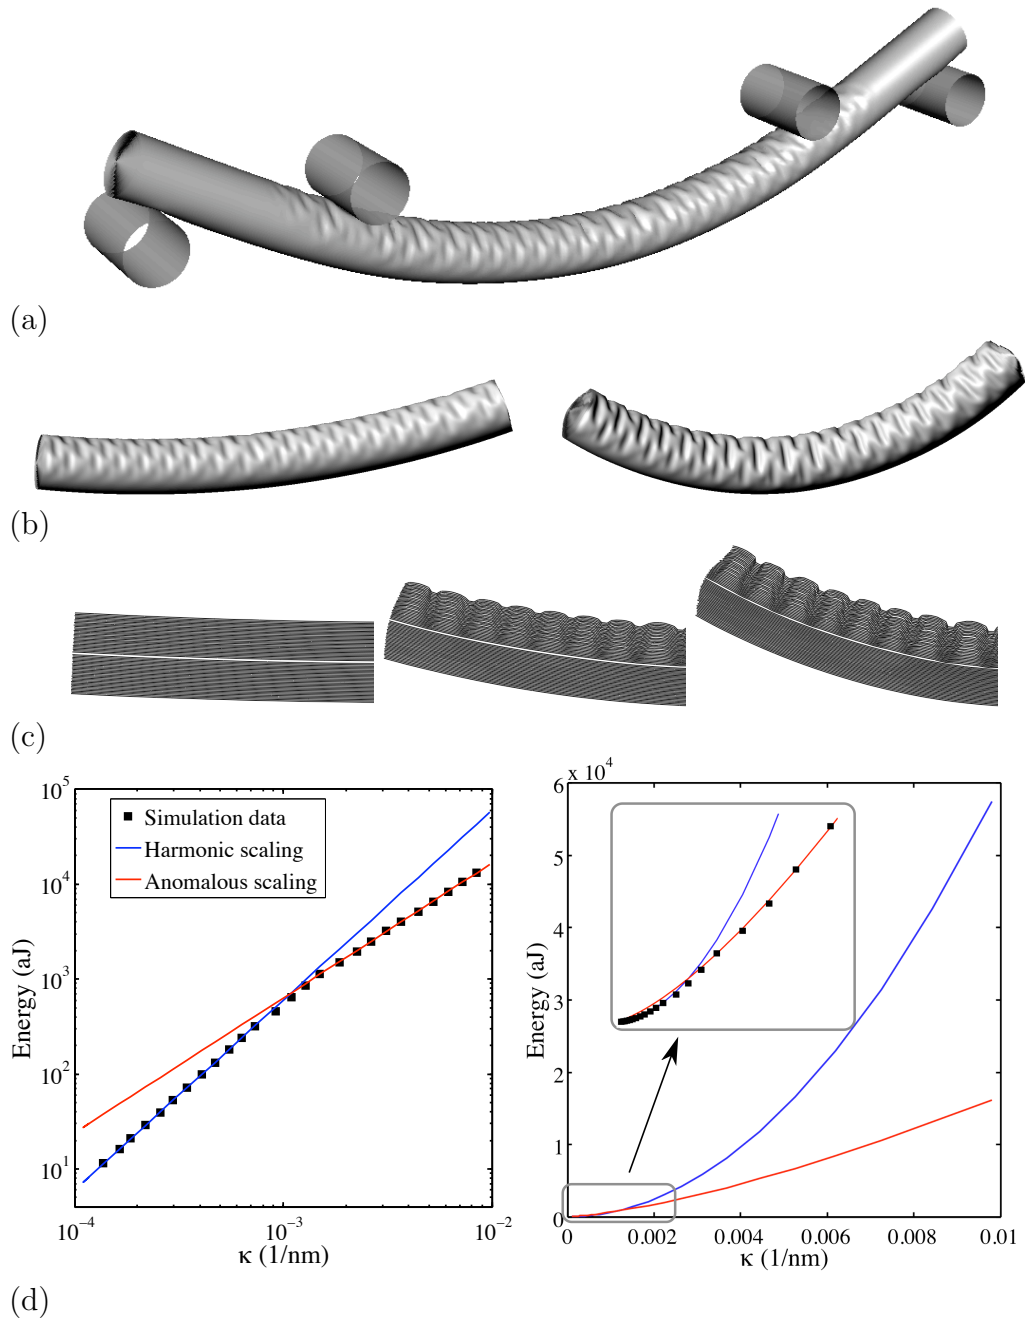 (a)
(b)
(c)
10^5
10^4
10^3
10^2
10^1
Energy (aJ)
Simulation data
Harmonic scaling
Anomalous scaling
10^−4
10^−3
10^−2
κ (1/nm)
6 x 10^4
5
4
3
2
1
0
Energy (aJ)
0
0.002
0.004
0.006
0.008
0.01
κ (1/nm)
(d)